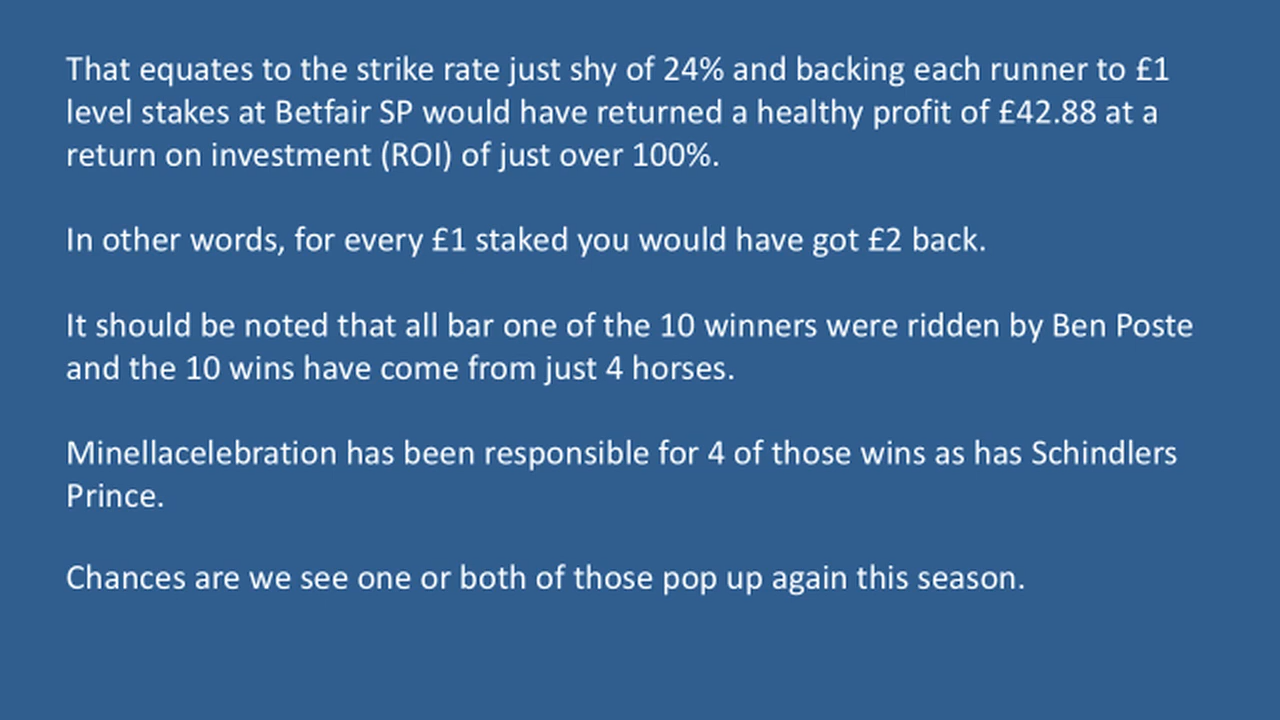 That equates to the strike rate just shy of 24% and backing each runner to £1
level stakes at Betfair SP would have returned a healthy profit of £42.88 at a
return on investment (ROI) of just over 100%.
In other words, for every £1 staked you would have got £2 back.
It should be noted that all bar one of the 10 winners were ridden by Ben Poste
and the 10 wins have come from just 4 horses.
Minellacelebration has been responsible for 4 of those wins as has Schindlers
Prince.
Chances are we see one or both of those pop up again this season.